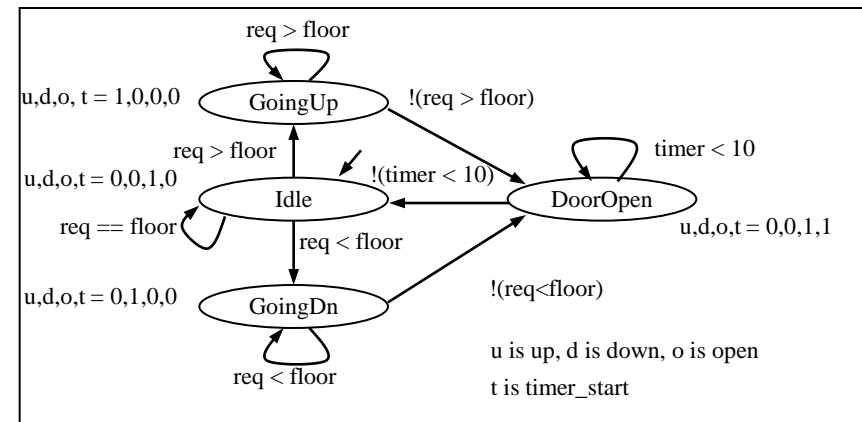 req > floor
u,d,o, t = 1,0,0,0
GoingUp
!(req > floor)
req > floor
timer < 10
u,d,o,t = 0,0,1,0
!(timer < 10)
Idle
DoorOpen
req == floor
u,d,o,t = 0,0,1,1
req < floor
u,d,o,t = 0,1,0,0
GoingDn
!(req<floor)
req < floor
u is up, d is down, o is open
t is timer_start